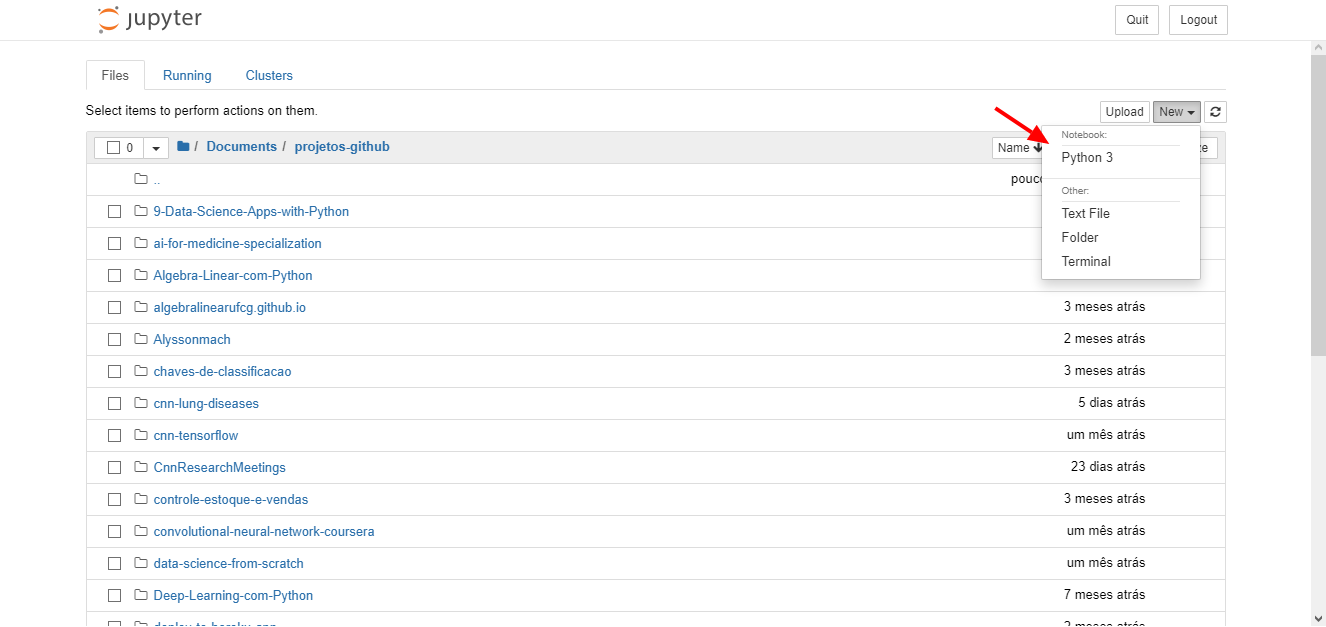 jupyter
Quit
Logout
Files
Running
Clusters
Select items to perform actions on them.
Upload
New
0
/ Documents / projetos-github
Name
Notebook:
Python 3
Other:
Text File
Folder
Terminal
..
9-Data-Science-Apps-with-Python
ai-for-medicine-specialization
Algebra-Linear-com-Python
algebralinearufcg.github.io 3 meses atrás
Alyssonmach 2 meses atrás
chaves-de-classificacao 3 meses atrás
cnn-lung-diseases 5 dias atrás
cnn-tensorflow um mês atrás
CnnResearchMeetings 23 dias atrás
controle-estoque-e-vendas 3 meses atrás
convolutional-neural-network-coursera um mês atrás
data-science-from-scratch um mês atrás
Deep-Learning-com-Python 7 meses atrás